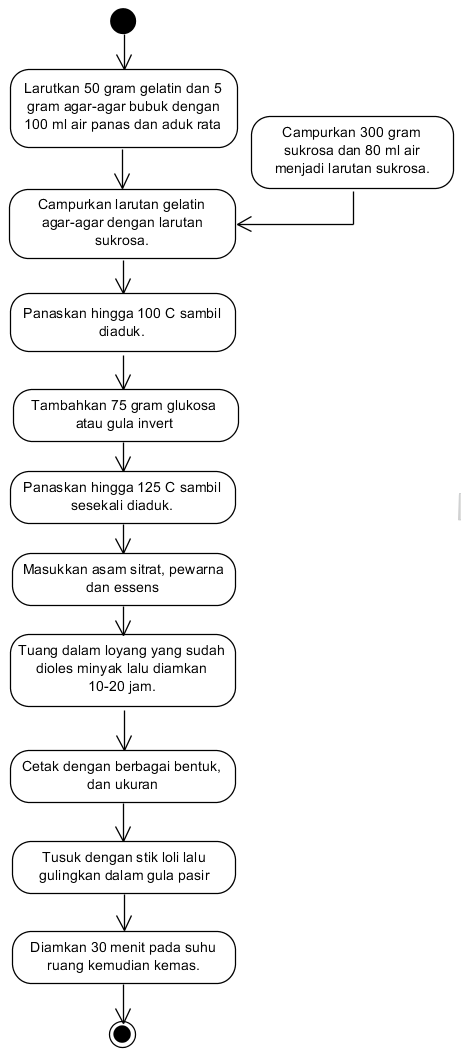 Larutkan 50 gram gelatin dan 5
gram agar-agar bubuk dengan
100 ml air panas dan aduk rata
Campurkan 300 gram
sukrosa dan 80 ml air
menjadi larutan sukrosa.
Campurkan larutan gelatin
agar-agar dengan larutan
sukrosa.
Panaskan hingga 100 C sambil
diaduk.
Tambahkan 75 gram glukosa
atau gula invert
Panaskan hingga 125 C sambil
sesekali diaduk.
Masukkan asam sitrat, pewarna
dan essens
Tuang dalam loyang yang sudah
dioles minyak lalu diamkan
10-20 jam.
Cetak dengan berbagai bentuk,
dan ukuran
Tusuk dengan stik loli lalu
gulingkan dalam gula pasir
Diamkan 30 menit pada suhu
ruang kemudian kemas.